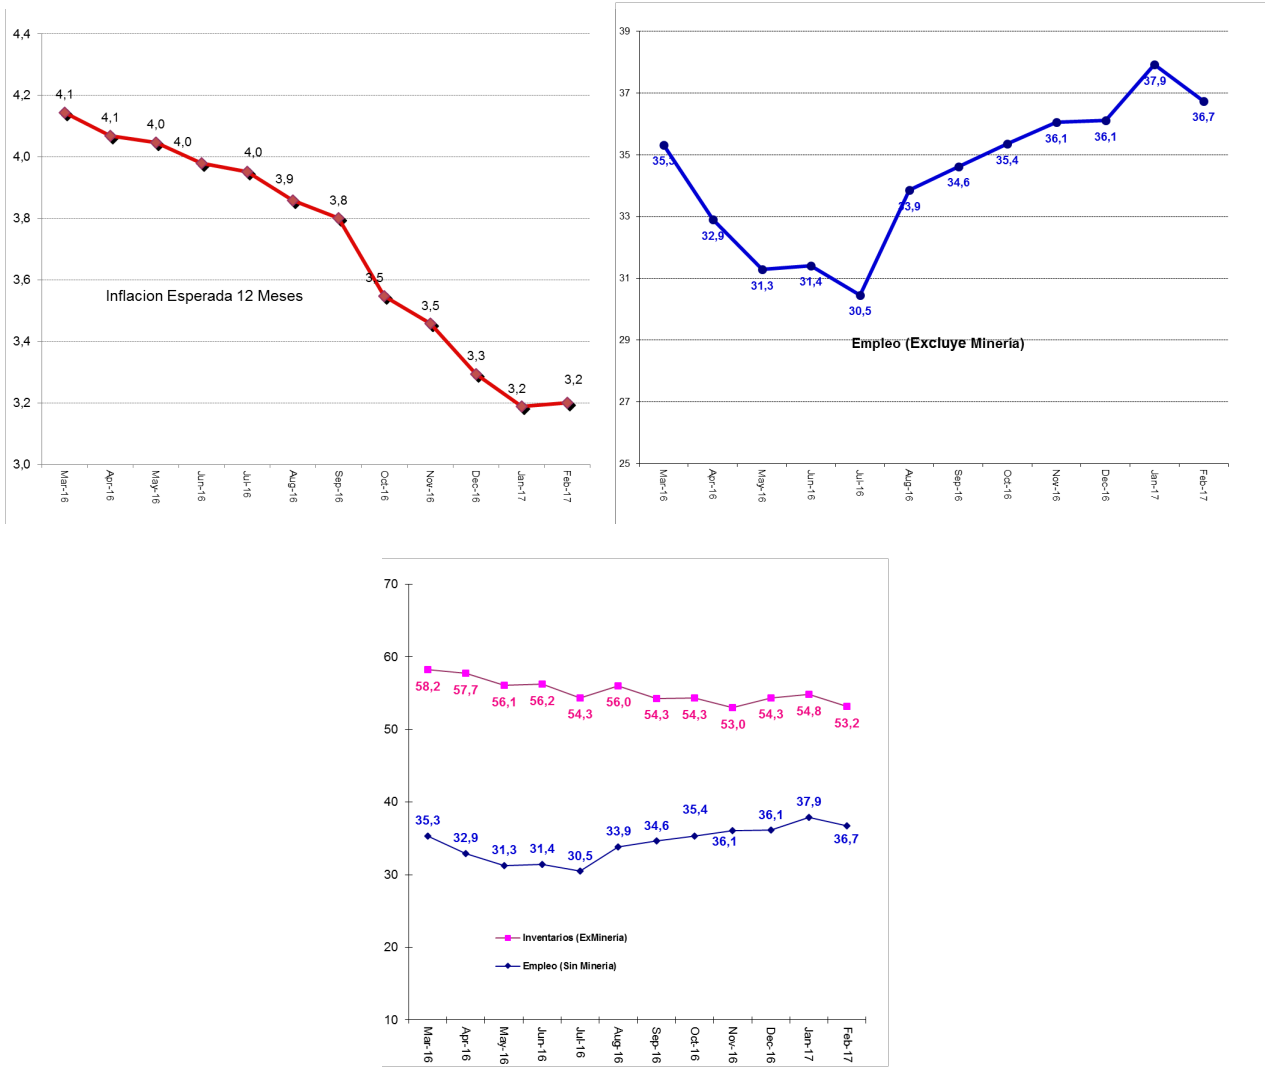 4,4
4,2
4,0
3,8
3,6
3,4
3,2
3,0
4,1
4,1
4,0
4,0
4,0
3,9
3,8
3,5
3,5
3,3
3,2
3,2
Inflacion Esperada 12 Meses
Mar-16
Apr-16
May-16
Jun-16
Jul-16
Aug-16
Sep-16
Oct-16
Nov-16
Dec-16
Jan-17
Feb-17
39
37
35
33
31
29
27
25
35,3
32,9
31,3
31,4
30,5
33,9
34,6
35,4
36,1
36,1
37,9
36,7
Empleo (Excluye Minería)
Mar-16
Apr-16
May-16
Jun-16
Jul-16
Aug-16
Sep-16
Oct-16
Nov-16
Dec-16
Jan-17
Feb-17
70
60
50
40
30
20
10
58,2
57,7
56,1
56,2
54,3
56,0
54,3
54,3
53,0
54,3
54,8
53,2
35,3
32,9
31,3
31,4
30,5
33,9
34,6
35,4
36,1
36,1
37,9
36,7
Inventarios (ExMinería)
Empleo (Sin Mineria)
Mar-16
Apr-16
May-16
Jun-16
Jul-16
Aug-16
Sep-16
Oct-16
Nov-16
Dec-16
Jan-17
Feb-17